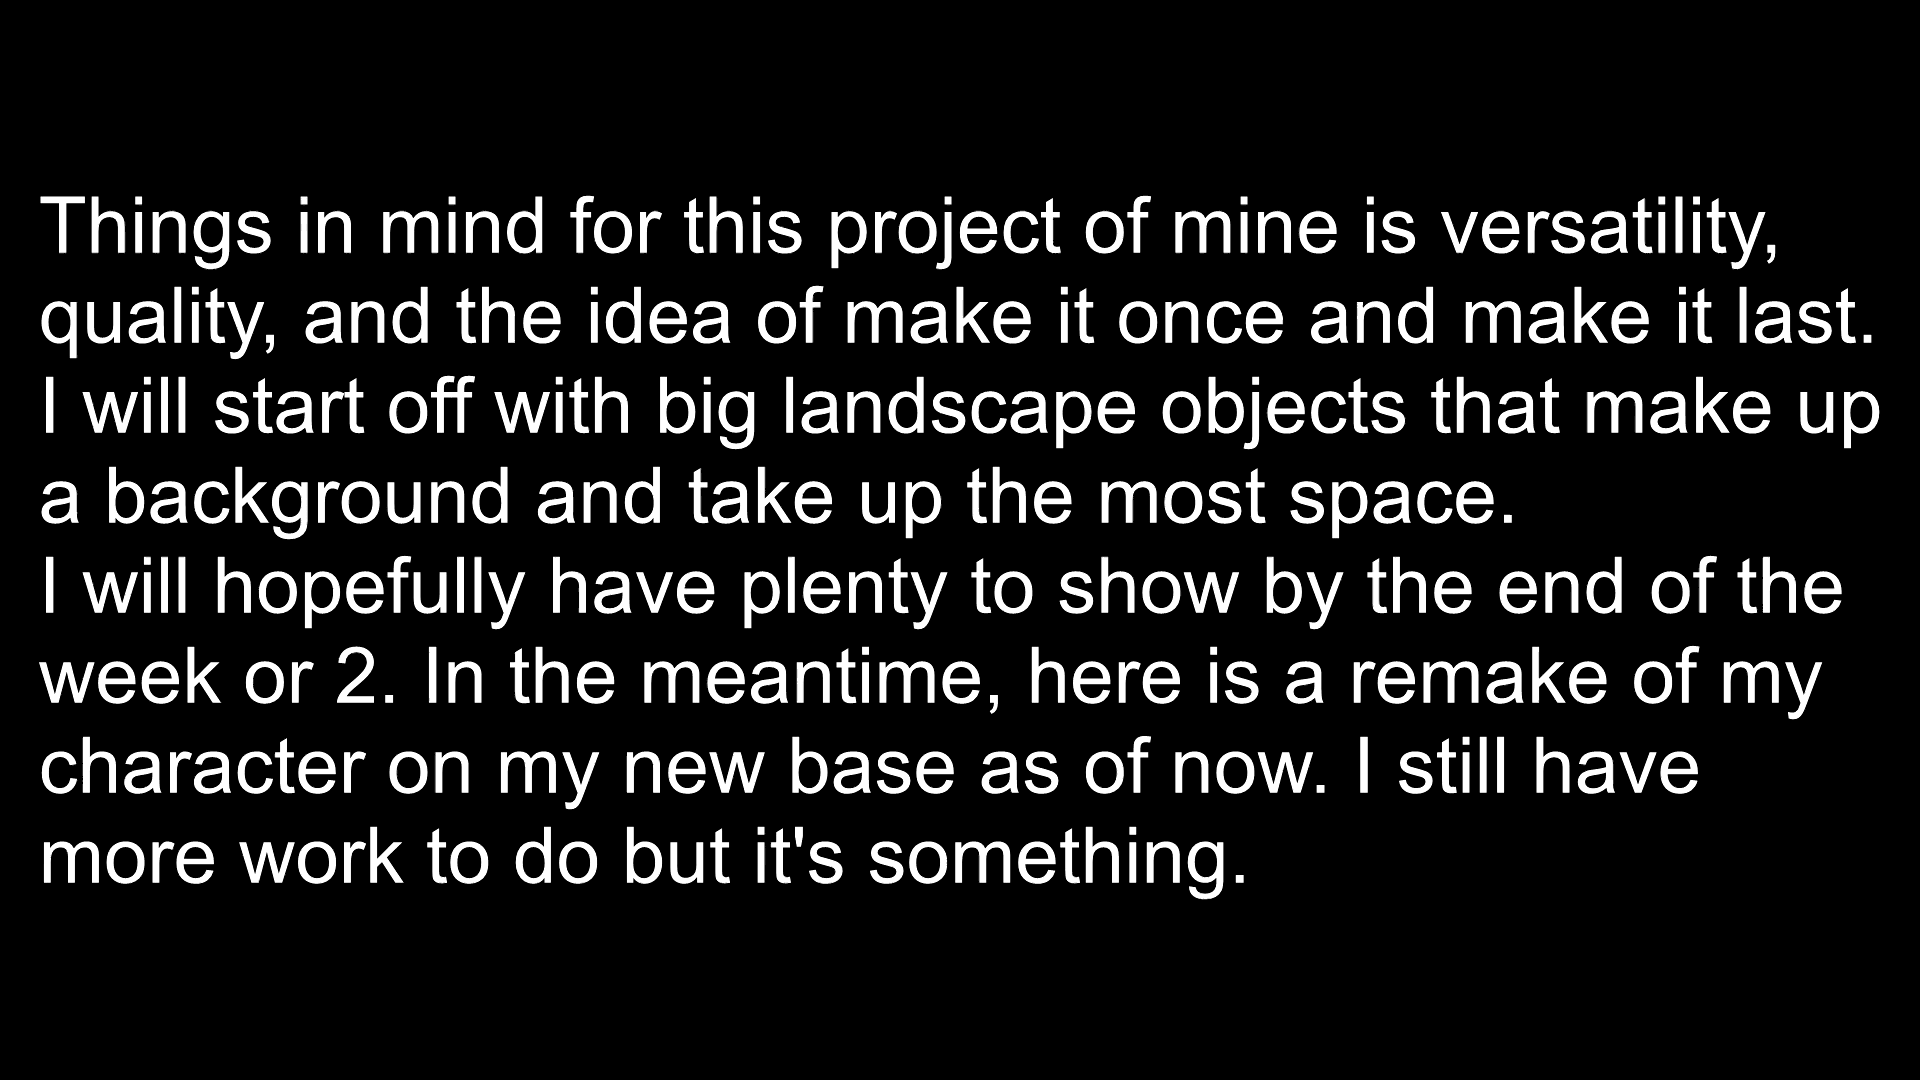 Things in mind for this project of mine is versatility,
quality, and the idea of make it once and make it last.
I will start off with big landscape objects that make up
a background and take up the most space.
I will hopefully have plenty to show by the end of the
week or 2. In the meantime, here is a remake of my
character on my new base as of now. I still have
more work to do but it's something.